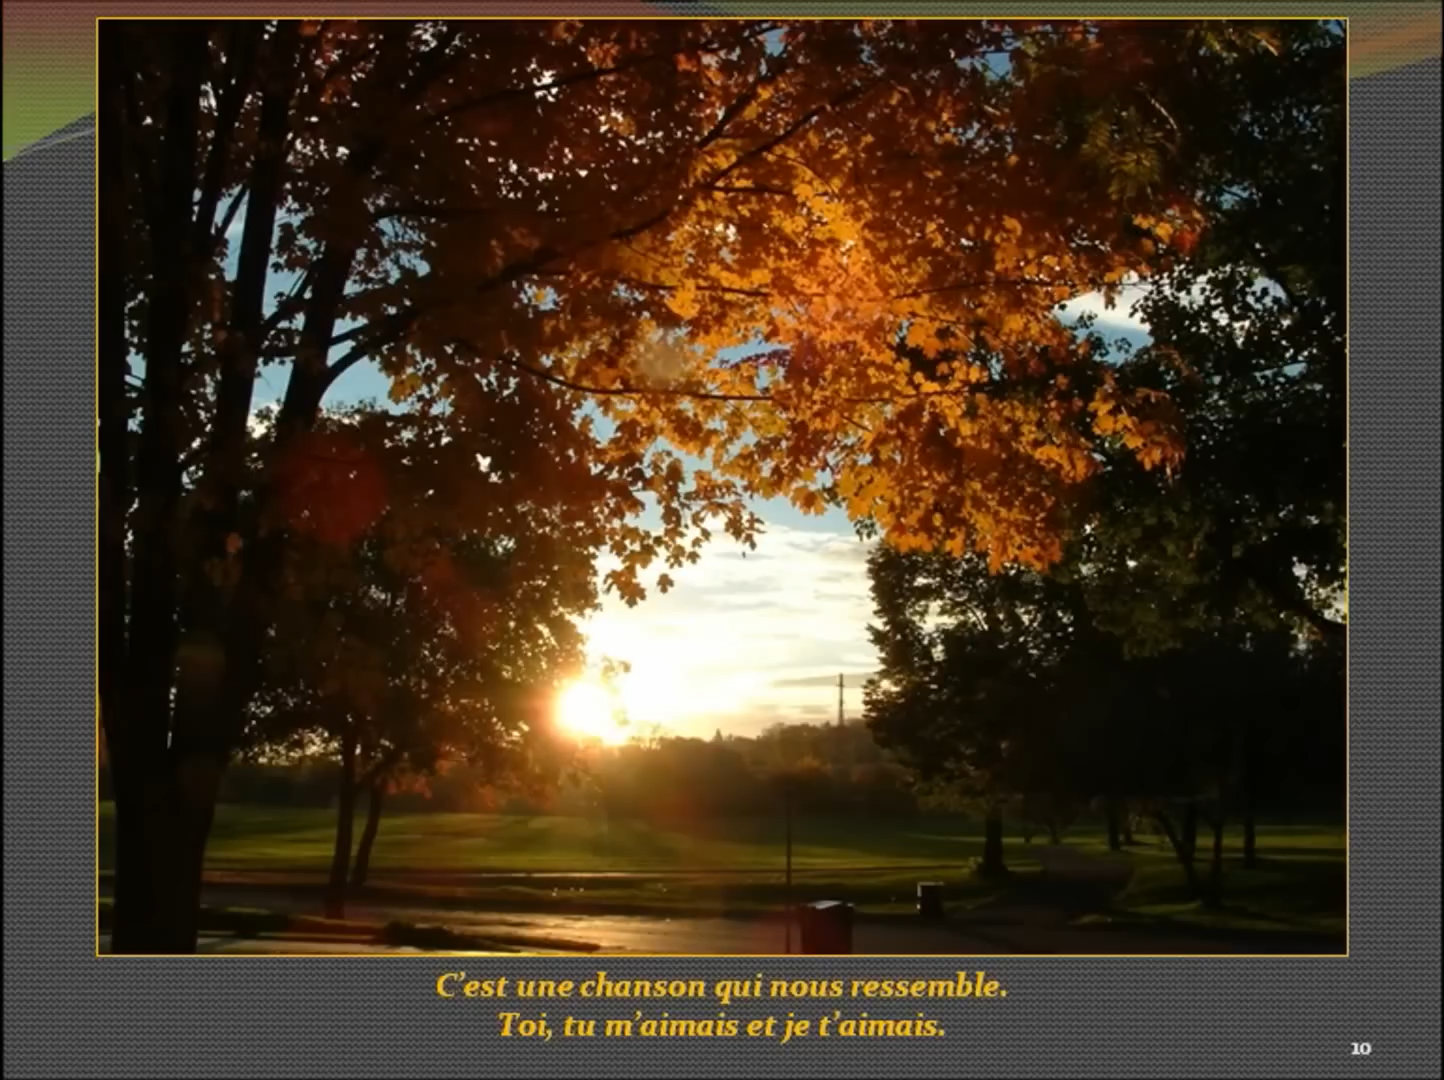 C’est une chanson qui nous ressemble.
Toi, tu m’aimais et je t’aimais.
10